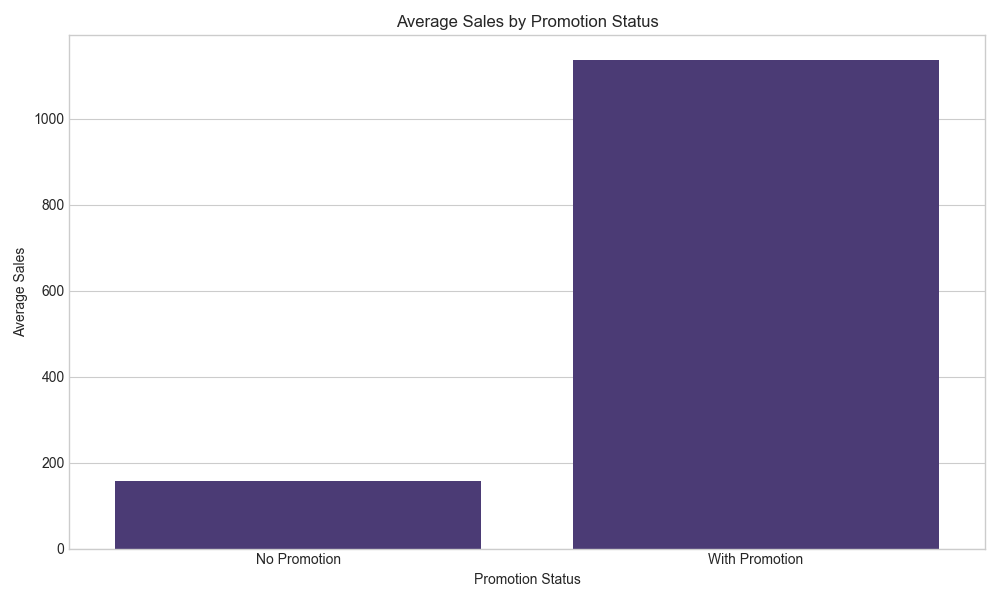 Average Sales by Promotion Status
Average Sales
1000
800
600
400
200
0
No Promotion
With Promotion
Promotion Status